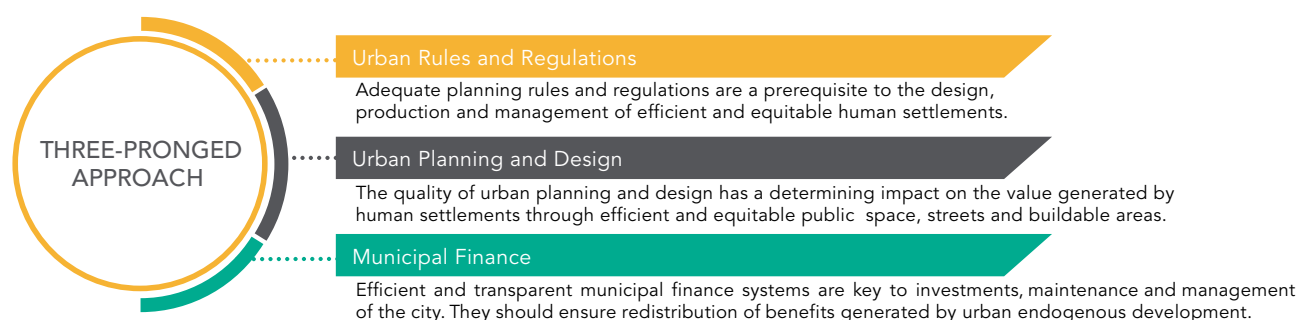 THREE-PRONGED
APPROACH
Urban Rules and Regulations
Adequate planning rules and regulations are a prerequisite to the design,
production and management of efficient and equitable human settlements.
Urban Planning and Design
The quality of urban planning and design has a determining impact on the value generated by
human settlements through efficient and equitable public space, streets and buildable areas.
Municipal Finance
Efficient and transparent municipal finance systems are key to investments, maintenance and management
of the city. They should ensure redistribution of benefits generated by urban endogenous development.